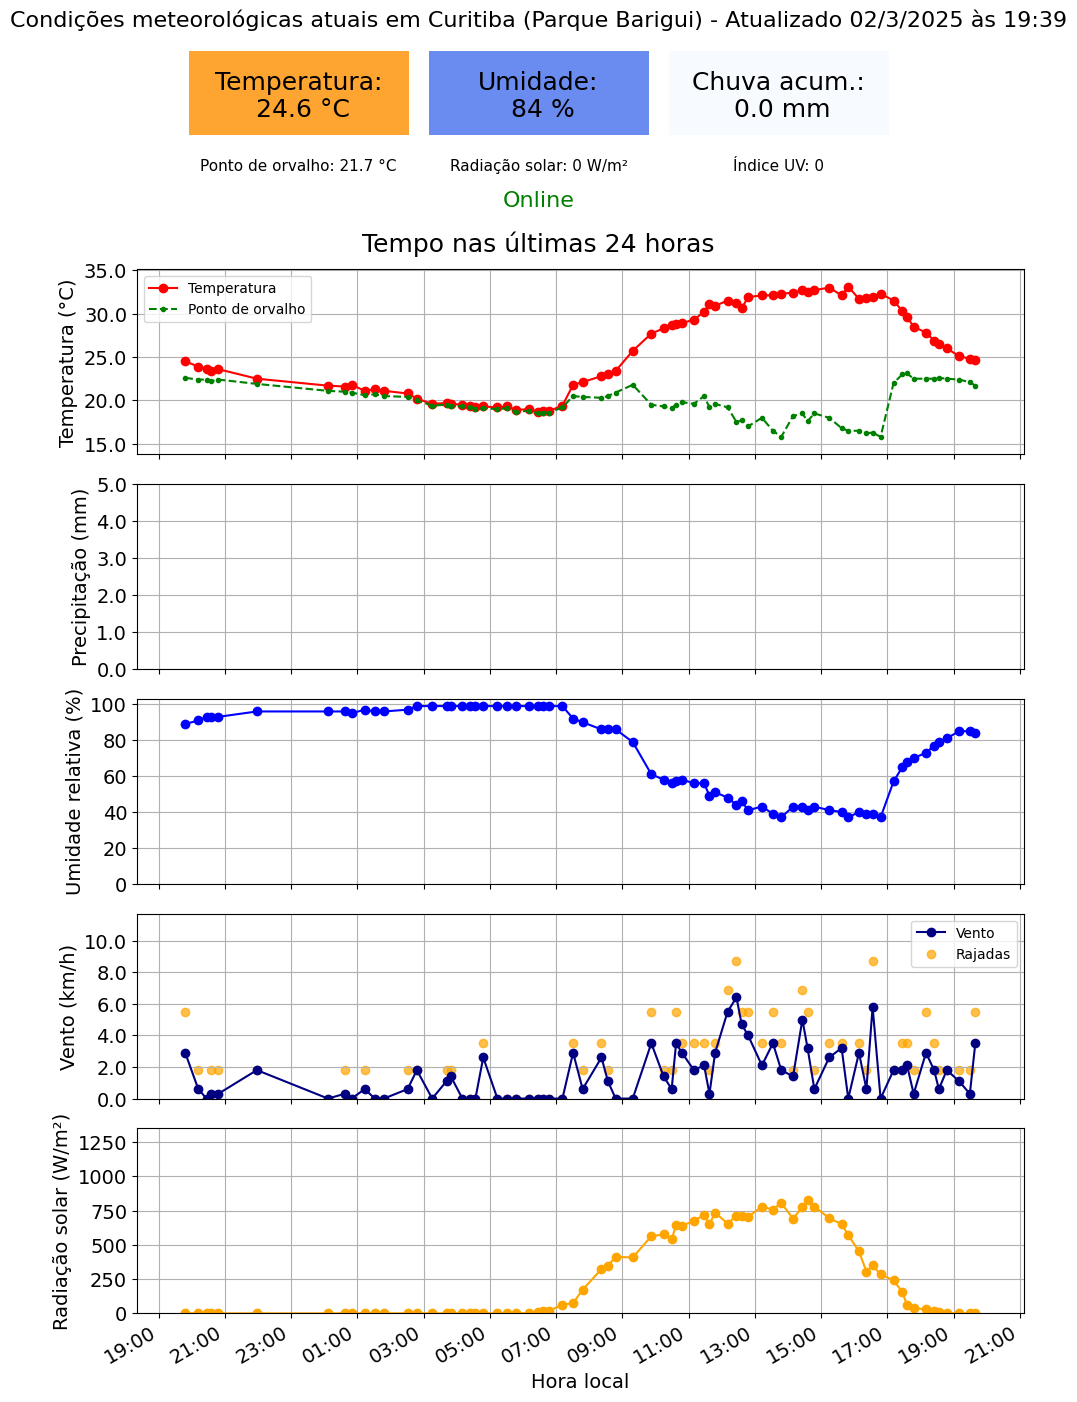 Condições meteorológicas atuais em Curitiba (Parque Barigui) - Atualizado 02/3/2025 às 19:39
Temperatura:
24.6 °C
Umidade:
84 %
Chuva acum.:
0.0 mm
Ponto de orvalho: 21.7 °C
Radiação solar: 0 W/m²
Índice UV: 0
Online
Tempo nas últimas 24 horas
Temperatura (°C)
35.0
30.0
25.0
20.0
15.0
Temperatura
Ponto de orvalho
Precipitação (mm)
5.0
4.0
3.0
2.0
1.0
0.0
Umidade relativa (%)
100
80
60
40
20
0
Vento (km/h)
10.0
8.0
6.0
4.0
2.0
0.0
Vento
Rajadas
Radiação solar (W/m²)
1250
1000
750
500
250
0
19:00 21:00 23:00 01:00 03:00 05:00 07:00 09:00 11:00 13:00 15:00 17:00 19:00 21:00
Hora local